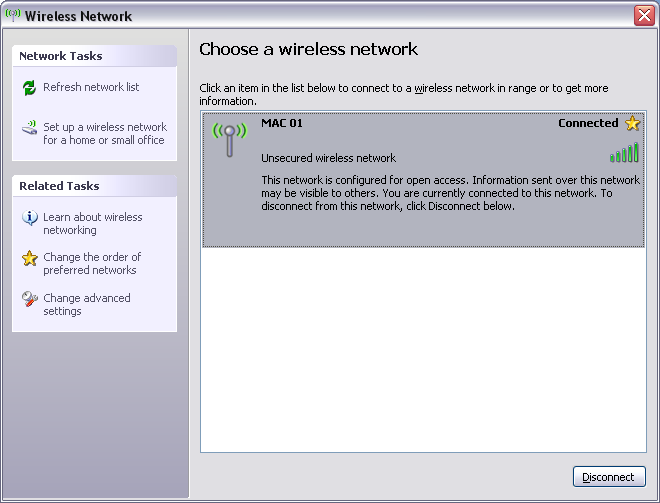 Wireless Network
Network Tasks
Refresh network list
Set up a wireless network
for a home or small office
Related Tasks
Learn about wireless
networking
Change the order of
preferred networks
Change advanced
settings
Choose a wireless network
Click an item in the list below to connect to a wireless network in range or to get more
information.
MAC 01 Connected
Unsecured wireless network
This network is configured for open access. Information sent over this network
may be visible to others. You are currently connected to this network. To
disconnect from this network, click Disconnect below.
Disconnect